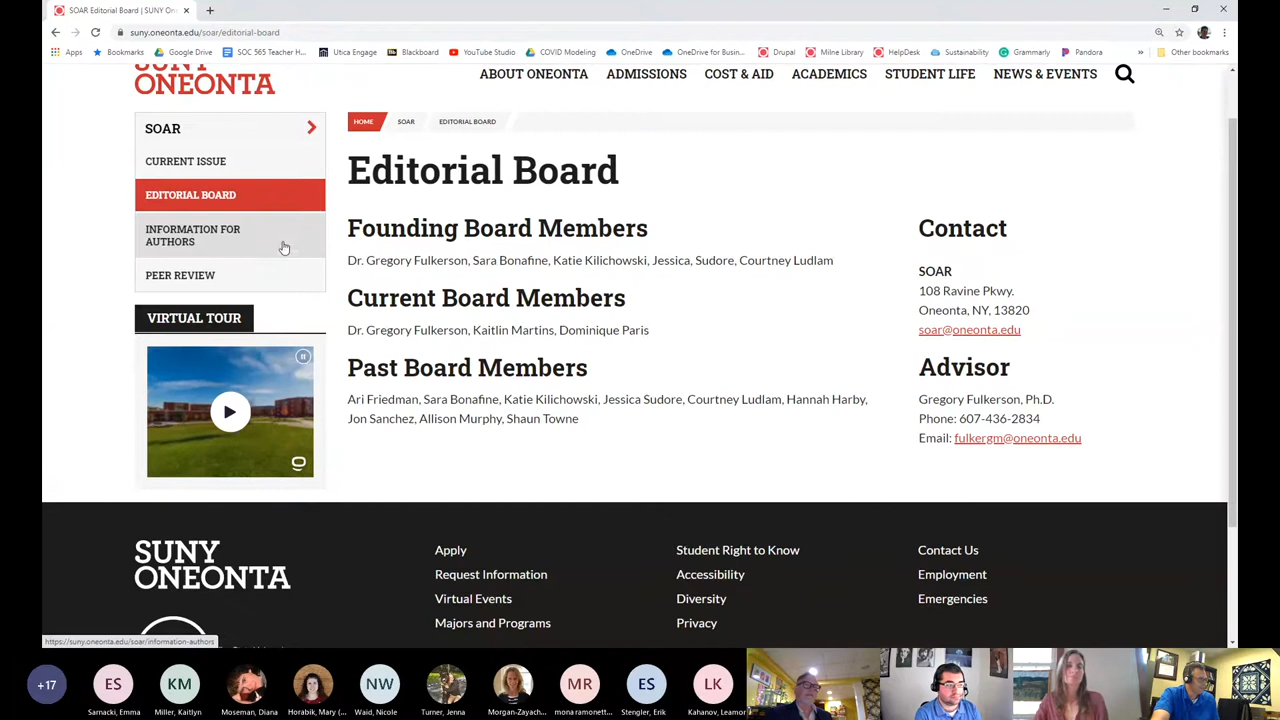 SOAR Editorial Board | SUNY On
suny.oneonta.edu/soar/editorial-board
Apps Bookmarks Google Drive SOC 565 Teacher H... Utica Engage Blackboard YouTube Studio COVID Modeling OneDrive OneDrive for Busin... Drupal Milne Library HelpDesk Sustainability Grammarly Pandora » Other bookmarks
SUNY
ONEONTA
ABOUT ONEONTA ADMISSIONS COST & AID ACADEMICS STUDENT LIFE NEWS & EVENTS
SOAR
CURRENT ISSUE
EDITORIAL BOARD
INFORMATION FOR
AUTHORS
PEER REVIEW
VIRTUAL TOUR
HOME SOAR EDITORIAL BOARD
Editorial Board
Founding Board Members
Dr. Gregory Fulkerson, Sara Bonafine, Katie Kilichowski, Jessica, Sudore, Courtney Ludlam
Current Board Members
Dr. Gregory Fulkerson, Kaitlin Martins, Dominique Paris
Past Board Members
Ari Friedman, Sara Bonafine, Katie Kilichowski, Jessica Sudore, Courtney Ludlam, Hannah Harby,
Jon Sanchez, Allison Murphy, Shaun Towne
Contact
SOAR
108 Ravine Pkwy.
Oneonta, NY, 13820
soar@oneonta.edu
Advisor
Gregory Fulkerson, Ph.D.
Phone: 607-436-2834
Email: fulkergm@oneonta.edu
SUNY
ONEONTA
Apply
Request Information
Virtual Events
Majors and Programs
Student Right to Know
Accessibility
Diversity
Privacy
Contact Us
Employment
Emergencies
https://suny.oneonta.edu/soar/information-authors
+17 ES KM NW MR ES LK
Sarnacki, Emma Miller, Kaitlyn Moseman, Diana Horabik, Mary (... Waid, Nicole Turner, Jenna Morgan-Zayach... mona ramonett... Stengler, Erik Kahanov, Leamor